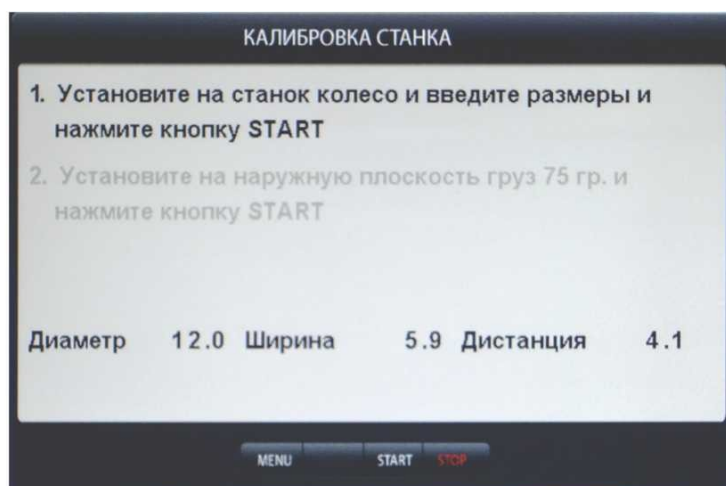 КАЛИБРОВКА СТАНКА
1. Установите на станок колесо и введите размеры и
нажмите кнопку START
2. Установите на наружную плоскость груз 75 гр. и
нажмите кнопку START
Диаметр 12.0 Ширина 5.9 Дистанция 4.1
MENU START STOP